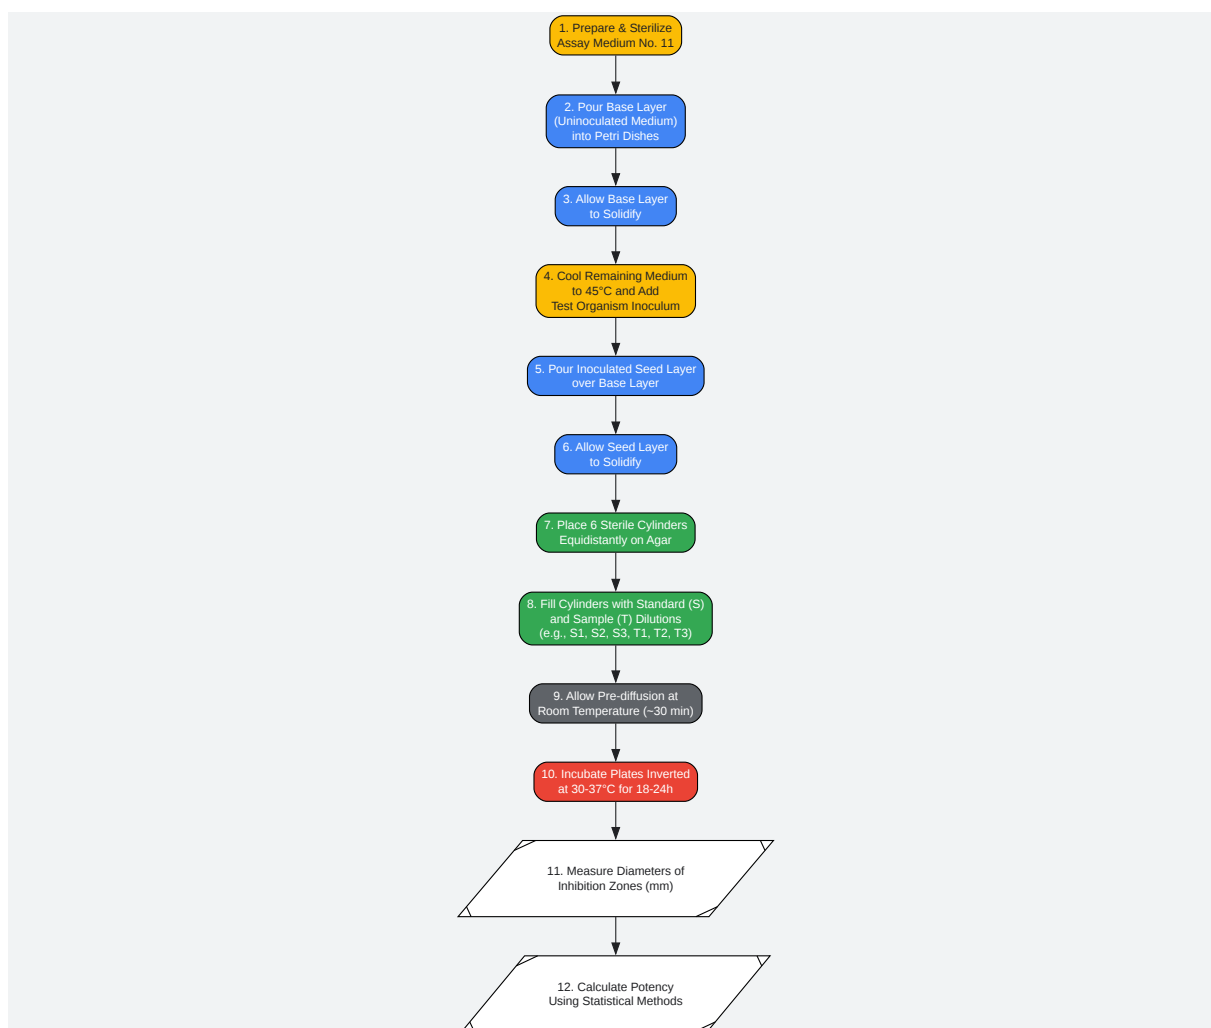 1. Prepare & Sterilize
Assay Medium No. 11
2. Pour Base Layer
(Uninoculated Medium)
into Petri Dishes
3. Allow Base Layer
to Solidify
4. Cool Remaining Medium
to 45°C and Add
Test Organism Inoculum
5. Pour Inoculated Seed Layer
over Base Layer
6. Allow Seed Layer
to Solidify
7. Place 6 Sterile Cylinders
Equidistantly on Agar
8. Fill Cylinders with Standard (S)
and Sample (T) Dilutions
(e.g., S1, S2, S3, T1, T2, T3)
9. Allow Pre-diffusion at
Room Temperature (~30 min)
10. Incubate Plates Inverted
at 30-37°C for 18-24h
11. Measure Diameters of
Inhibition Zones (mm)
12. Calculate Potency
Using Statistical Methods